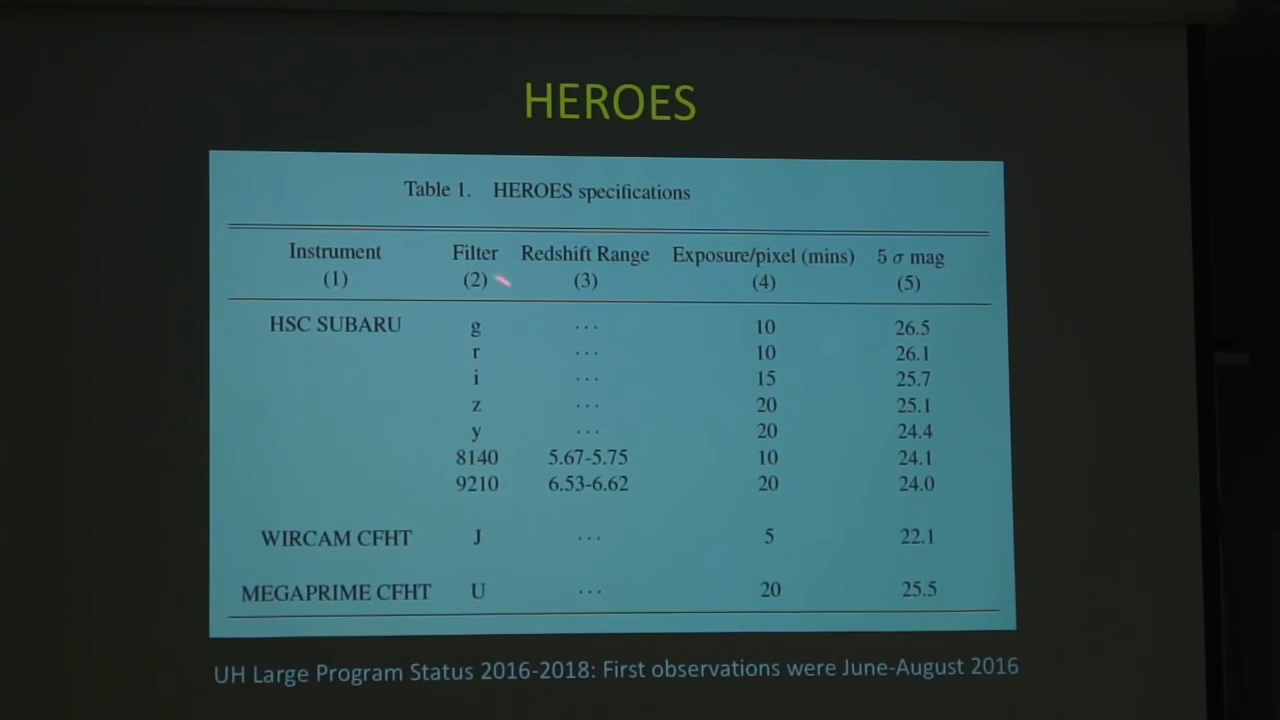 HEROES
Table 1. HEROES specifications
Instrument Filter Redshift Range Exposure/pixel (mins) 5 σ mag
(1) (2) (3) (4) (5)
HSC SUBARU g ... 10 26.5
r ... 10 26.1
i ... 15 25.7
z ... 20 25.1
y ... 20 24.4
8140 5.67-5.75 10 24.1
9210 6.53-6.62 20 24.0
WIRCAM CFHT J ... 5 22.1
MEGAPRIME CFHT U ... 20 25.5
UH Large Program Status 2016-2018: First observations were June-August 2016